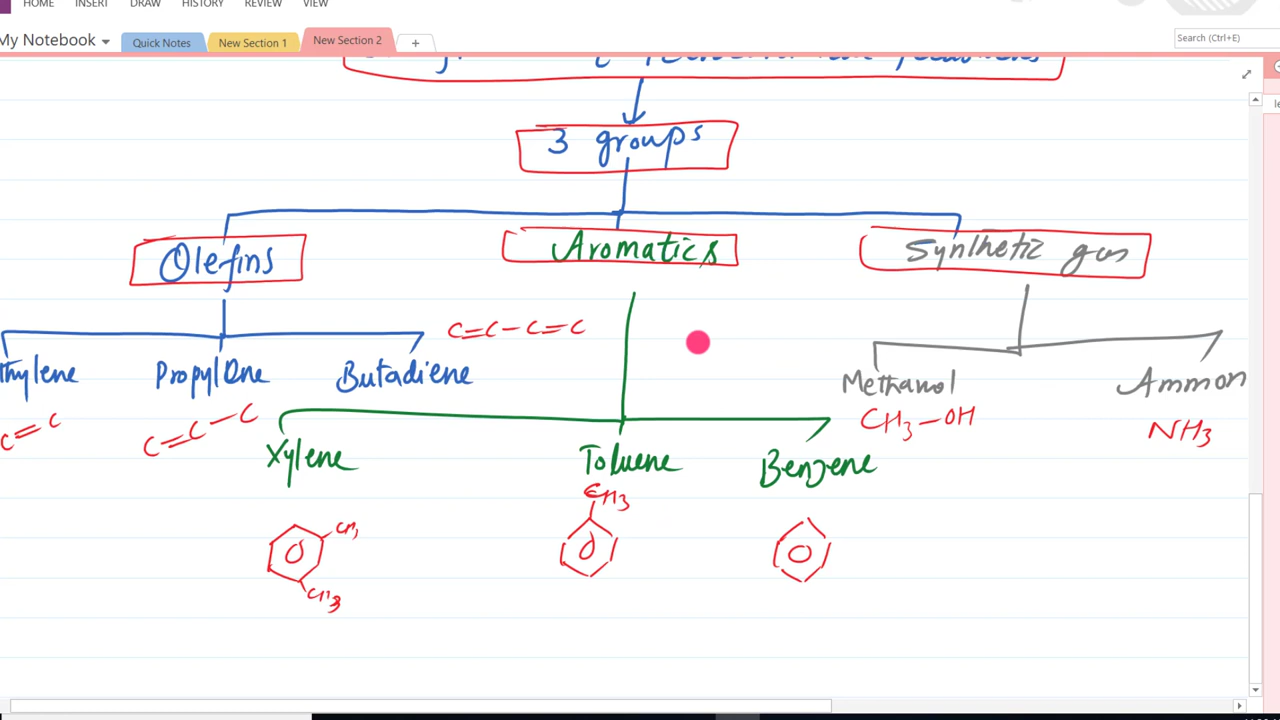 HOME INSERT DRAW HISTORY REVIEW VIEW
My Notebook Quick Notes New Section 1 New Section 2 +
Search (Ctrl+E)
3 groups
Olefins Aromatics Synthetic gas
C=C-C=C
thylene Propylene Butadiene Methanol Ammon
C=C C=C-C CH3-OH NH3
Xylene Toluene Benzene
CH3
CH3
CH3